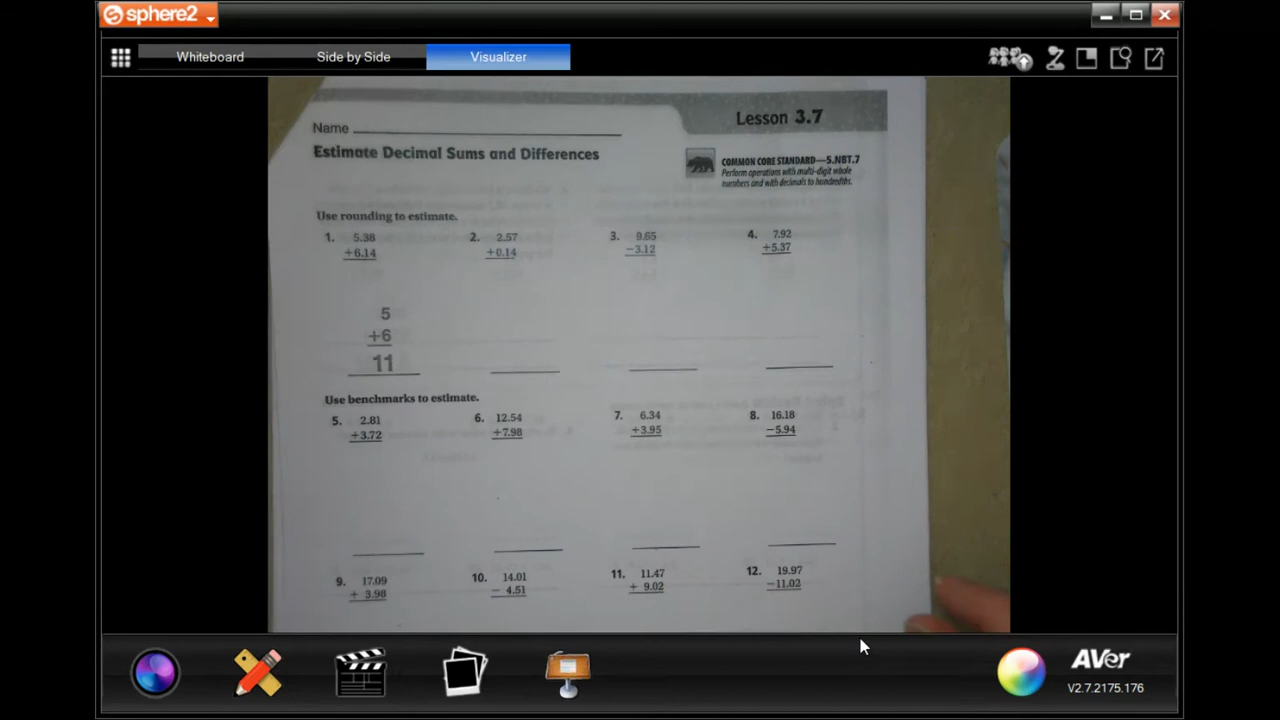 sphere2
Whiteboard
Side by Side
Visualizer
Lesson 3.7
Name
Estimate Decimal Sums and Differences
COMMON CORE STANDARD—5.NBT.7
Perform operations with multi-digit whole
numbers and with decimals to hundredths.
Use rounding to estimate.
1. 5.38
+6.14
2. 2.57
+0.14
3. 9.65
−3.12
4. 7.92
+5.37
5
+6
11
Use benchmarks to estimate.
5. 2.81
+3.72
6. 12.54
+7.98
7. 6.34
+3.95
8. 16.18
−5.94
9. 17.09
+ 3.98
10. 14.01
− 4.51
11. 11.47
+ 9.02
12. 19.97
−11.02
AVer
V2.7.2175.176